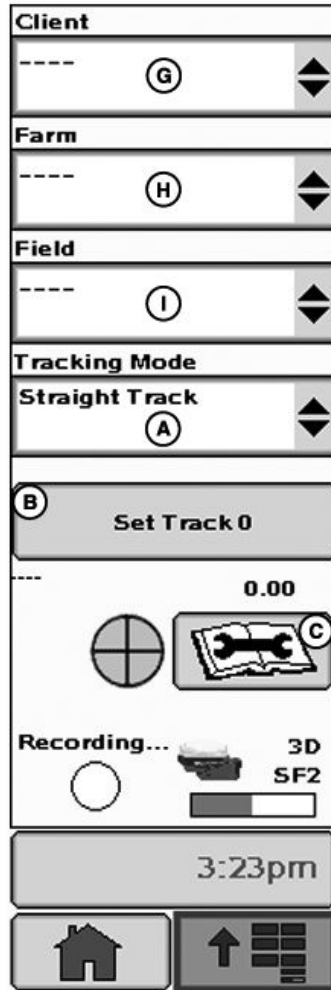 Client
----
G
Farm
----
H
Field
----
I
Tracking Mode
Straight Track
A
B
Set Track 0
----
0.00
C
Recording...
3D
SF2
3:23pm